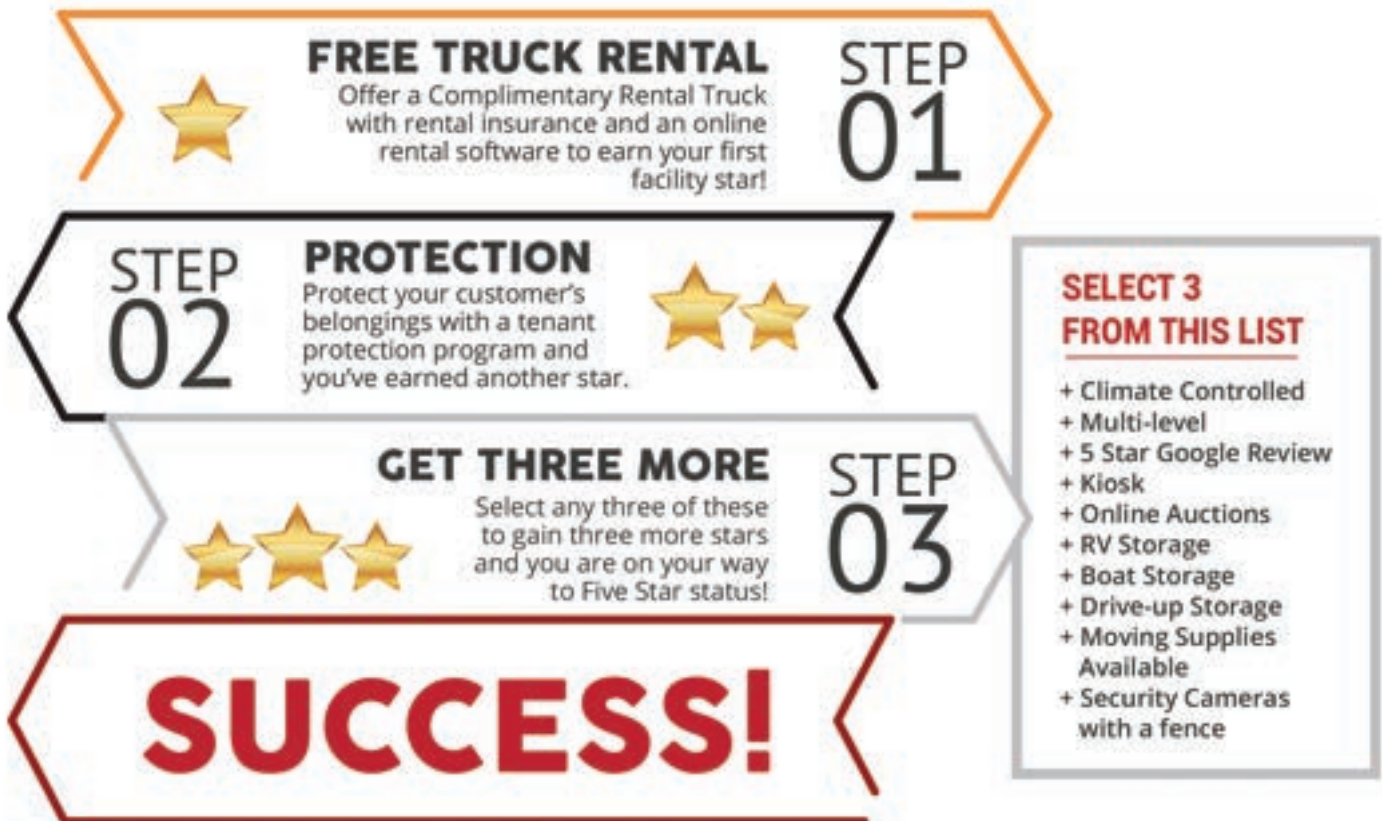 FREE TRUCK RENTAL
Offer a Complimentary Rental Truck
with rental insurance and an online
rental software to earn your first
facility star!
STEP
01
STEP
02
PROTECTION
Protect your customer's
belongings with a tenant
protection program and
you've earned another star.
GET THREE MORE
Select any three of these
to gain three more stars
and you are on your way
to Five Star status!
STEP
03
SELECT 3
FROM THIS LIST
+ Climate Controlled
+ Multi-level
+ 5 Star Google Review
+ Kiosk
+ Online Auctions
+ RV Storage
+ Boat Storage
+ Drive-up Storage
+ Moving Supplies
Available
+ Security Cameras
with a fence
SUCCESS!